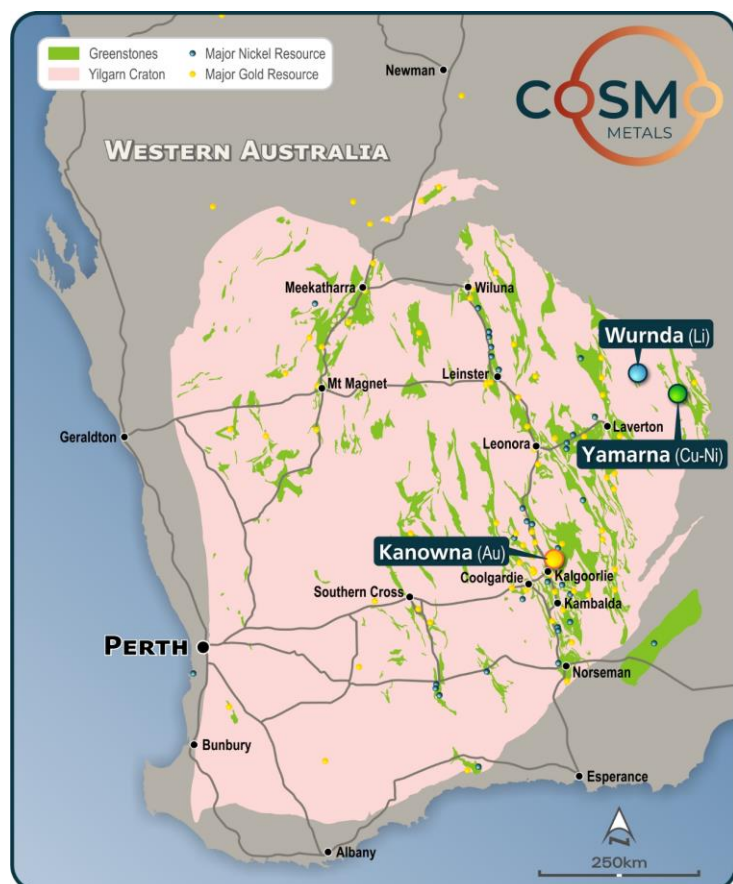 Greenstones
Yilgarn Craton
Major Nickel Resource
Major Gold Resource
Newman
COSMO
METALS
WESTERN AUSTRALIA
Meekatharra
Wiluna
Wurnda (Li)
Leinster
Mt Magnet
Geraldton
Laverton
Leonora
Yamarna (Cu-Ni)
Kanowna (Au)
Kalgoorlie
Coolgardie
Southern Cross
Kambalda
PERTH
Norseman
Bunbury
Esperance
Albany
250km